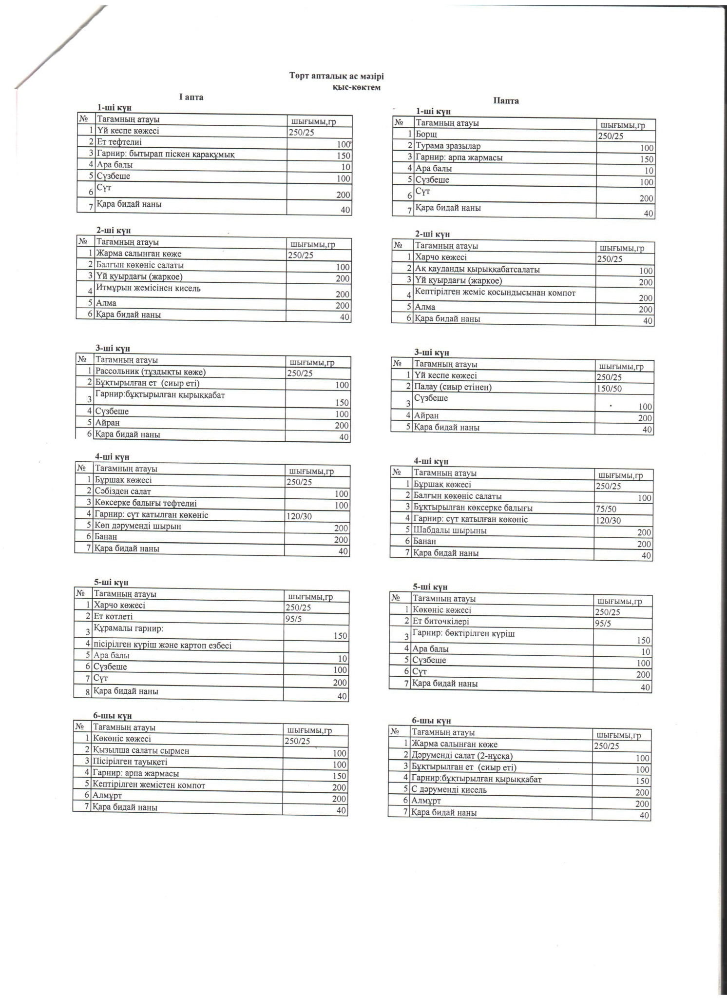 Төрт апталық ас мәзірі
қыс-көктем
I апта
1-ші күн
№ Тағамның атауы шығымы,гр
1 Үй кеспе көжесі 250/25
2 Ет тефтелиі 100
3 Гарнир: бытырап піскен қарақұмық 150
4 Ара балы 10
5 Сүзбеше 100
6 Сүт 200
7 Қара бидай наны 40
2-ші күн
№ Тағамның атауы шығымы,гр
1 Жарма салынған көже 250/25
2 Балғын көкөніс салаты 100
3 Үй қуырдағы (жаркое) 200
4 Итмұрын жемісінен кисель 200
5 Алма 200
6 Қара бидай наны 40
3-ші күн
№ Тағамның атауы шығымы,гр
1 Рассольник (тұздықты көже) 250/25
2 Бұқтырылған ет (сиыр еті) 100
3 Гарнир:бұқтырылған қырыққабат 150
4 Сүзбеше 100
5 Айран 200
6 Қара бидай наны 40
4-ші күн
№ Тағамның атауы шығымы,гр
1 Бұршақ көжесі 250/25
2 Сәбізден салат 100
3 Көксерке балығы тефтелиі 100
4 Гарнир: сүт қатылған көкөніс 120/30
5 Көп дәруменді шырын 200
6 Банан 200
7 Қара бидай наны 40
5-ші күн
№ Тағамның атауы шығымы,гр
1 Харчо көжесі 250/25
2 Ет котлеті 95/5
3 Құрамалы гарнир: 150
4 пісірілген күріш және картоп езбесі
5 Ара балы 10
6 Сүзбеше 100
7 Сүт 200
8 Қара бидай наны 40
6-шы күн
№ Тағамның атауы шығымы,гр
1 Көкөніс көжесі 250/25
2 Қызылша салаты сырмен 100
3 Пісірілген тауықеті 100
4 Гарнир: арпа жармасы 150
5 Кептірілген жемістен компот 200
6 Алмұрт 200
7 Қара бидай наны 40
IIапта
1-ші күн
№ Тағамның атауы шығымы,гр
1 Борщ 250/25
2 Турама зразылар 100
3 Гарнир: арпа жармасы 150
4 Ара балы 10
5 Сүзбеше 100
6 Сүт 200
7 Қара бидай наны 40
2-ші күн
№ Тағамның атауы шығымы,гр
1 Харчо көжесі 250/25
2 Ақ қауданды қырыққабатсалаты 100
3 Үй қуырдағы (жаркое) 200
4 Кептірілген жеміс қосындысынан компот 200
5 Алма 200
6 Қара бидай наны 40
3-ші күн
№ Тағамның атауы шығымы,гр
1 Үй кеспе көжесі 250/25
2 Палау (сиыр етінен) 150/50
3 Сүзбеше 100
4 Айран 200
5 Қара бидай наны 40
4-ші күн
№ Тағамның атауы шығымы,гр
1 Бұршақ көжесі 250/25
2 Балғын көкөніс салаты 100
3 Бұқтырылған көксерке балығы 75/50
4 Гарнир: сүт қатылған көкөніс 120/30
5 Шабдалы шырыны 200
6 Банан 200
7 Қара бидай наны 40
5-ші күн
№ Тағамның атауы шығымы,гр
1 Көкөніс көжесі 250/25
2 Ет биточкілері 95/5
3 Гарнир: бөктірілген күріш 150
4 Ара балы 10
5 Сүзбеше 100
6 Сүт 200
7 Қара бидай наны 40
6-шы күн
№ Тағамның атауы шығымы,гр
1 Жарма салынған көже 250/25
2 Дәруменді салат (2-нұсқа) 100
3 Бұқтырылған ет (сиыр еті) 100
4 Гарнир:бұқтырылған қырыққабат 150
5 С дәруменді кисель 200
6 Алмұрт 200
7 Қара бидай наны 40